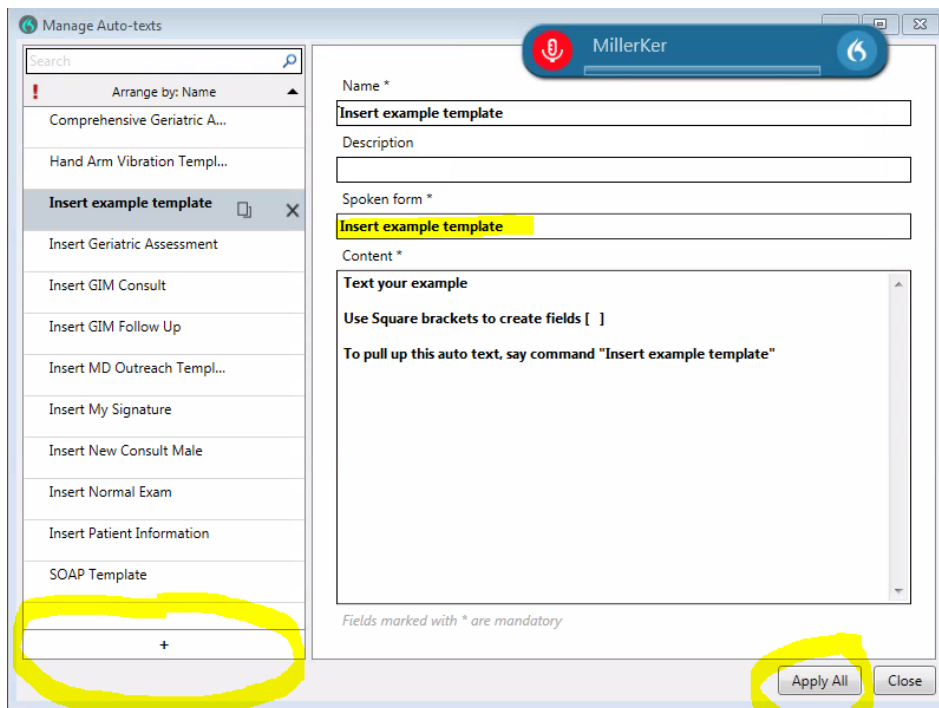 Manage Auto-texts
MillerKer
Search
! Arrange by: Name
Comprehensive Geriatric A...
Hand Arm Vibration Templ...
Insert example template
Insert Geriatric Assessment
Insert GIM Consult
Insert GIM Follow Up
Insert MD Outreach Templ...
Insert My Signature
Insert New Consult Male
Insert Normal Exam
Insert Patient Information
SOAP Template
+
Name *
Insert example template
Description
Spoken form *
Insert example template
Content *
Text your example
Use Square brackets to create fields [ ]
To pull up this auto text, say command "Insert example template"
Fields marked with * are mandatory
Apply All
Close